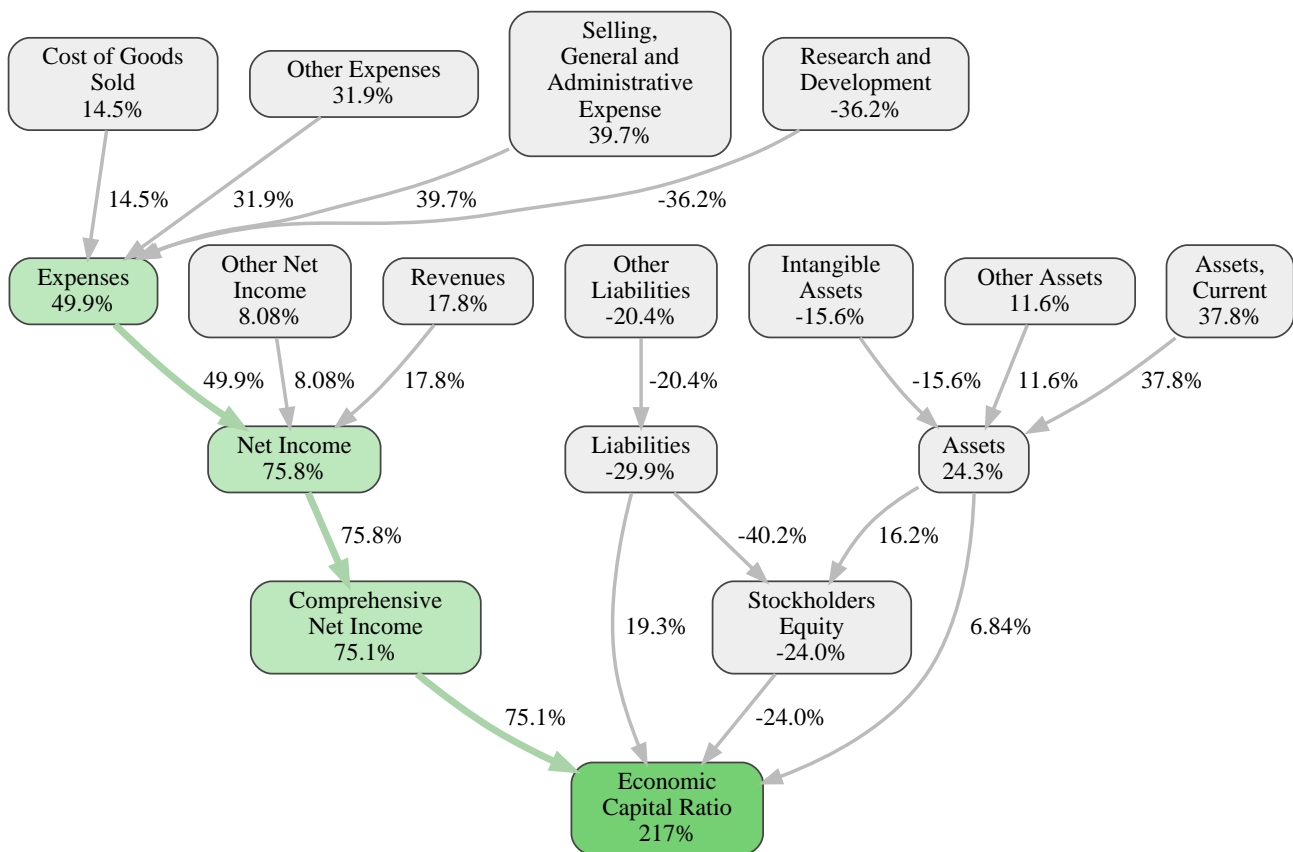 Cost of Goods
Sold
14.5%
Other Expenses
31.9%
Selling,
General and
Administrative
Expense
39.7%
Research and
Development
-36.2%
14.5%
31.9%
39.7%
-36.2%
Expenses
49.9%
Other Net
Income
8.08%
Revenues
17.8%
Other
Liabilities
-20.4%
Intangible
Assets
-15.6%
Other Assets
11.6%
Assets,
Current
37.8%
49.9%
8.08%
17.8%
-20.4%
-15.6%
11.6%
37.8%
Net Income
75.8%
Liabilities
-29.9%
Assets
24.3%
75.8%
-40.2%
16.2%
Comprehensive
Net Income
75.1%
19.3%
Stockholders
Equity
-24.0%
6.84%
75.1%
-24.0%
Economic
Capital Ratio
217%